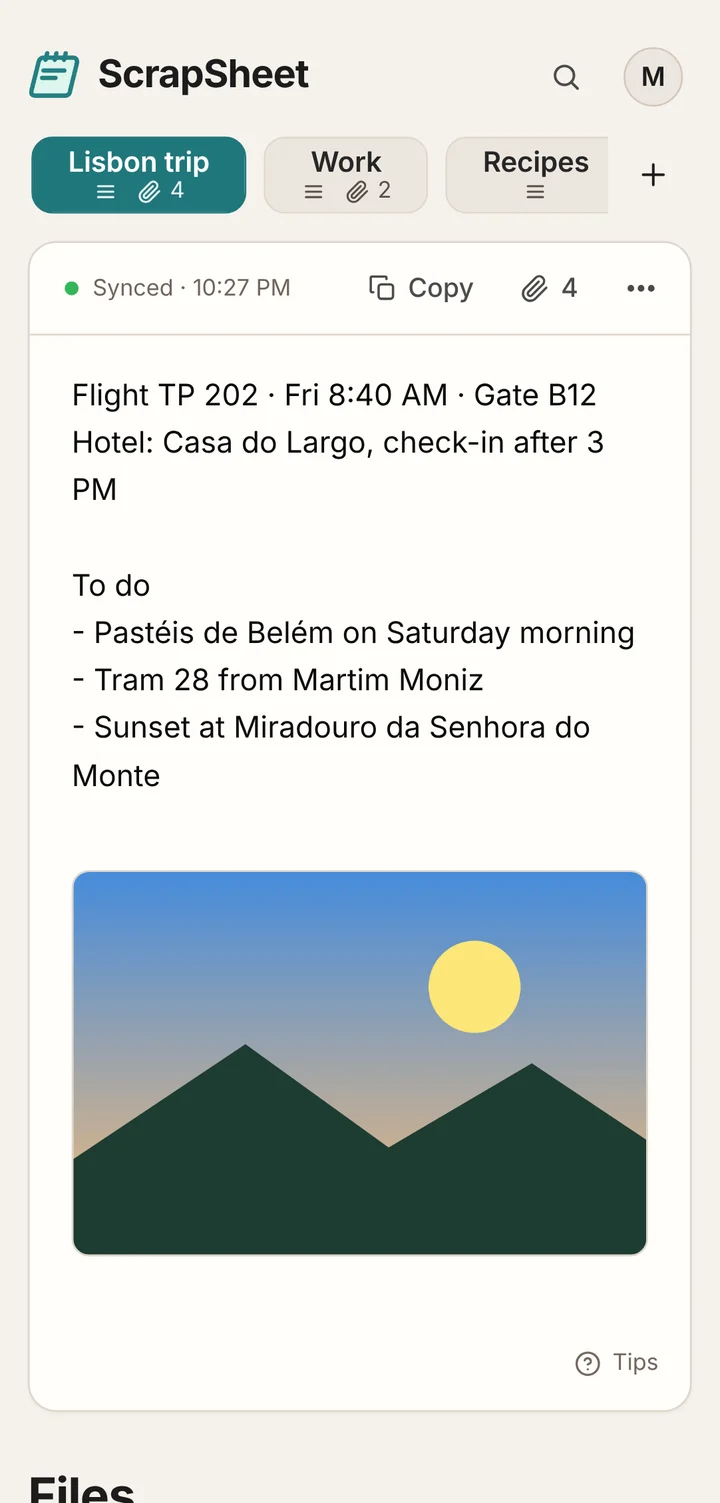 ScrapSheet
M
Lisbon trip
4
Work
2
Recipes
Synced · 10:27 PM
Copy
4
Flight TP 202 · Fri 8:40 AM · Gate B12
Hotel: Casa do Largo, check-in after 3
PM
To do
- Pastéis de Belém on Saturday morning
- Tram 28 from Martim Moniz
- Sunset at Miradouro da Senhora do
Monte
Tips
Files